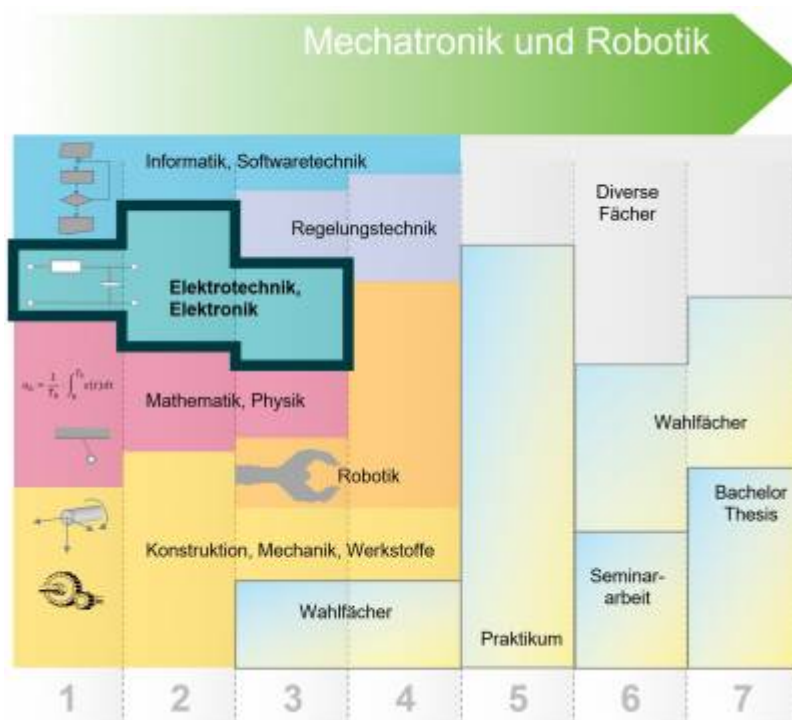 Mechatronik und Robotik
Informatik, Softwaretechnik
Diverse
Fächer
Regelungstechnik
Elektrotechnik,
Elektronik
Mathematik, Physik
Wahlfächer
Robotik
Bachelor
Thesis
Konstruktion, Mechanik, Werkstoffe
Seminar-
arbeit
Wahlfächer
Praktikum
1 2 3 4 5 6 7